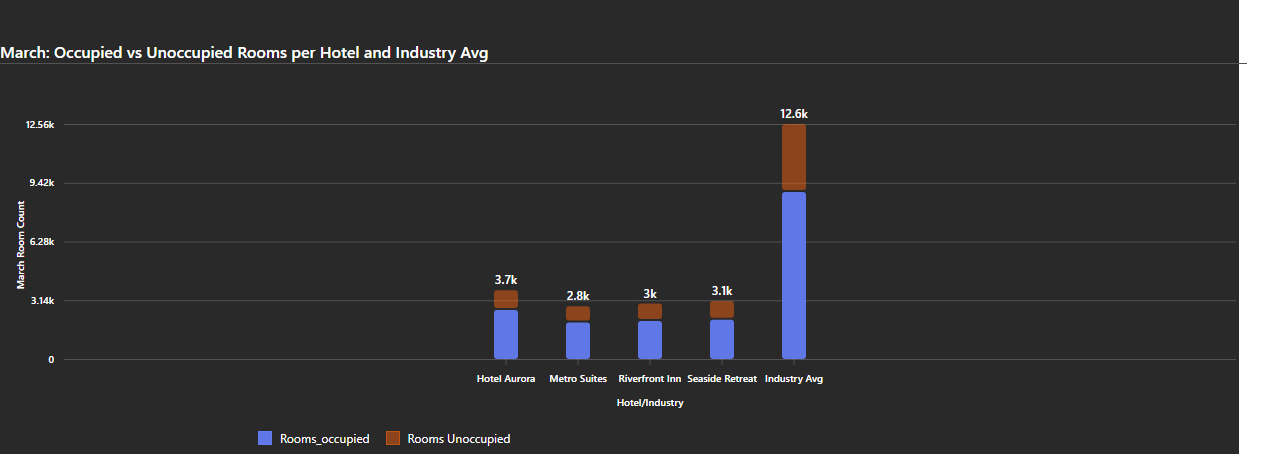 March: Occupied vs Unoccupied Rooms per Hotel and Industry Avg
12.6k
12.56k
9.42k
6.28k
3.14k
0
March Room Count
3.7k
2.8k
3k
3.1k
Hotel Aurora
Metro Suites
Riverfront Inn
Seaside Retreat
Industry Avg
Hotel/Industry
Rooms_occupied
Rooms Unoccupied